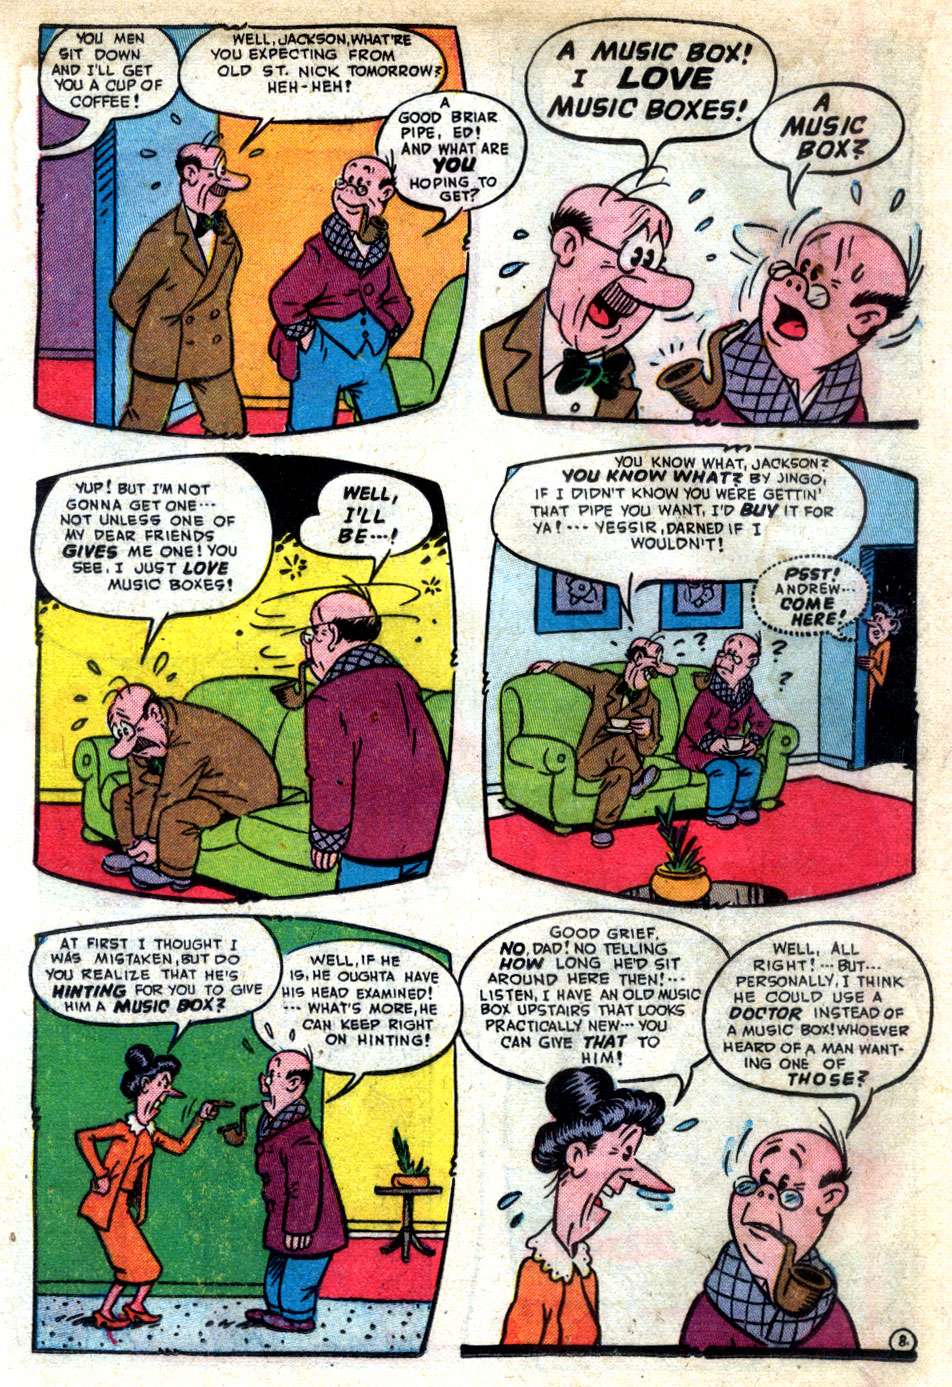 YOU MEN
SIT DOWN
AND I'LL GET
YOU A CUP OF
COFFEE!
WELL, JACKSON, WHAT'RE
YOU EXPECTING FROM
OLD ST. NICK TOMORROW?
HEH-HEH!
A
GOOD BRIAR
PIPE, ED!
AND WHAT ARE
YOU
HOPING TO
GET?
A MUSIC BOX!
I LOVE
MUSIC BOXES!
A
MUSIC
BOX?
YUP! BUT I'M NOT
GONNA GET ONE---
NOT UNLESS ONE OF
MY DEAR FRIENDS
GIVES ME ONE! YOU
SEE, I JUST LOVE
MUSIC BOXES!
WELL,
I'LL
BE---!
YOU KNOW WHAT, JACKSON?
YOU KNOW WHAT? BY JINGO,
IF I DIDN'T KNOW YOU WERE GETTIN'
THAT PIPE YOU WANT, I'D BUY IT FOR
YA! --- YESSIR, DARNED IF I
WOULDN'T!
PSST!
ANDREW---
COME
HERE!
? ?
?
?
AT FIRST I THOUGHT I
WAS MISTAKEN, BUT DO
YOU REALIZE THAT HE'S
HINTING FOR YOU TO GIVE
HIM A MUSIC BOX?
WELL, IF HE
IS, HE OUGHTA HAVE
HIS HEAD EXAMINED!
--- WHAT'S MORE, HE
CAN KEEP RIGHT
ON HINTING!
GOOD GRIEF,
NO, DAD! NO TELLING
HOW LONG HE'D SIT
AROUND HERE THEN!---
LISTEN, I HAVE AN OLD MUSIC
BOX UPSTAIRS THAT LOOKS
PRACTICALLY NEW--- YOU
CAN GIVE THAT TO
HIM!
WELL, ALL
RIGHT! --- BUT---
PERSONALLY, I THINK
HE COULD USE A
DOCTOR INSTEAD OF
A MUSIC BOX! WHOEVER
HEARD OF A MAN WANT-
ING ONE OF
THOSE?
8